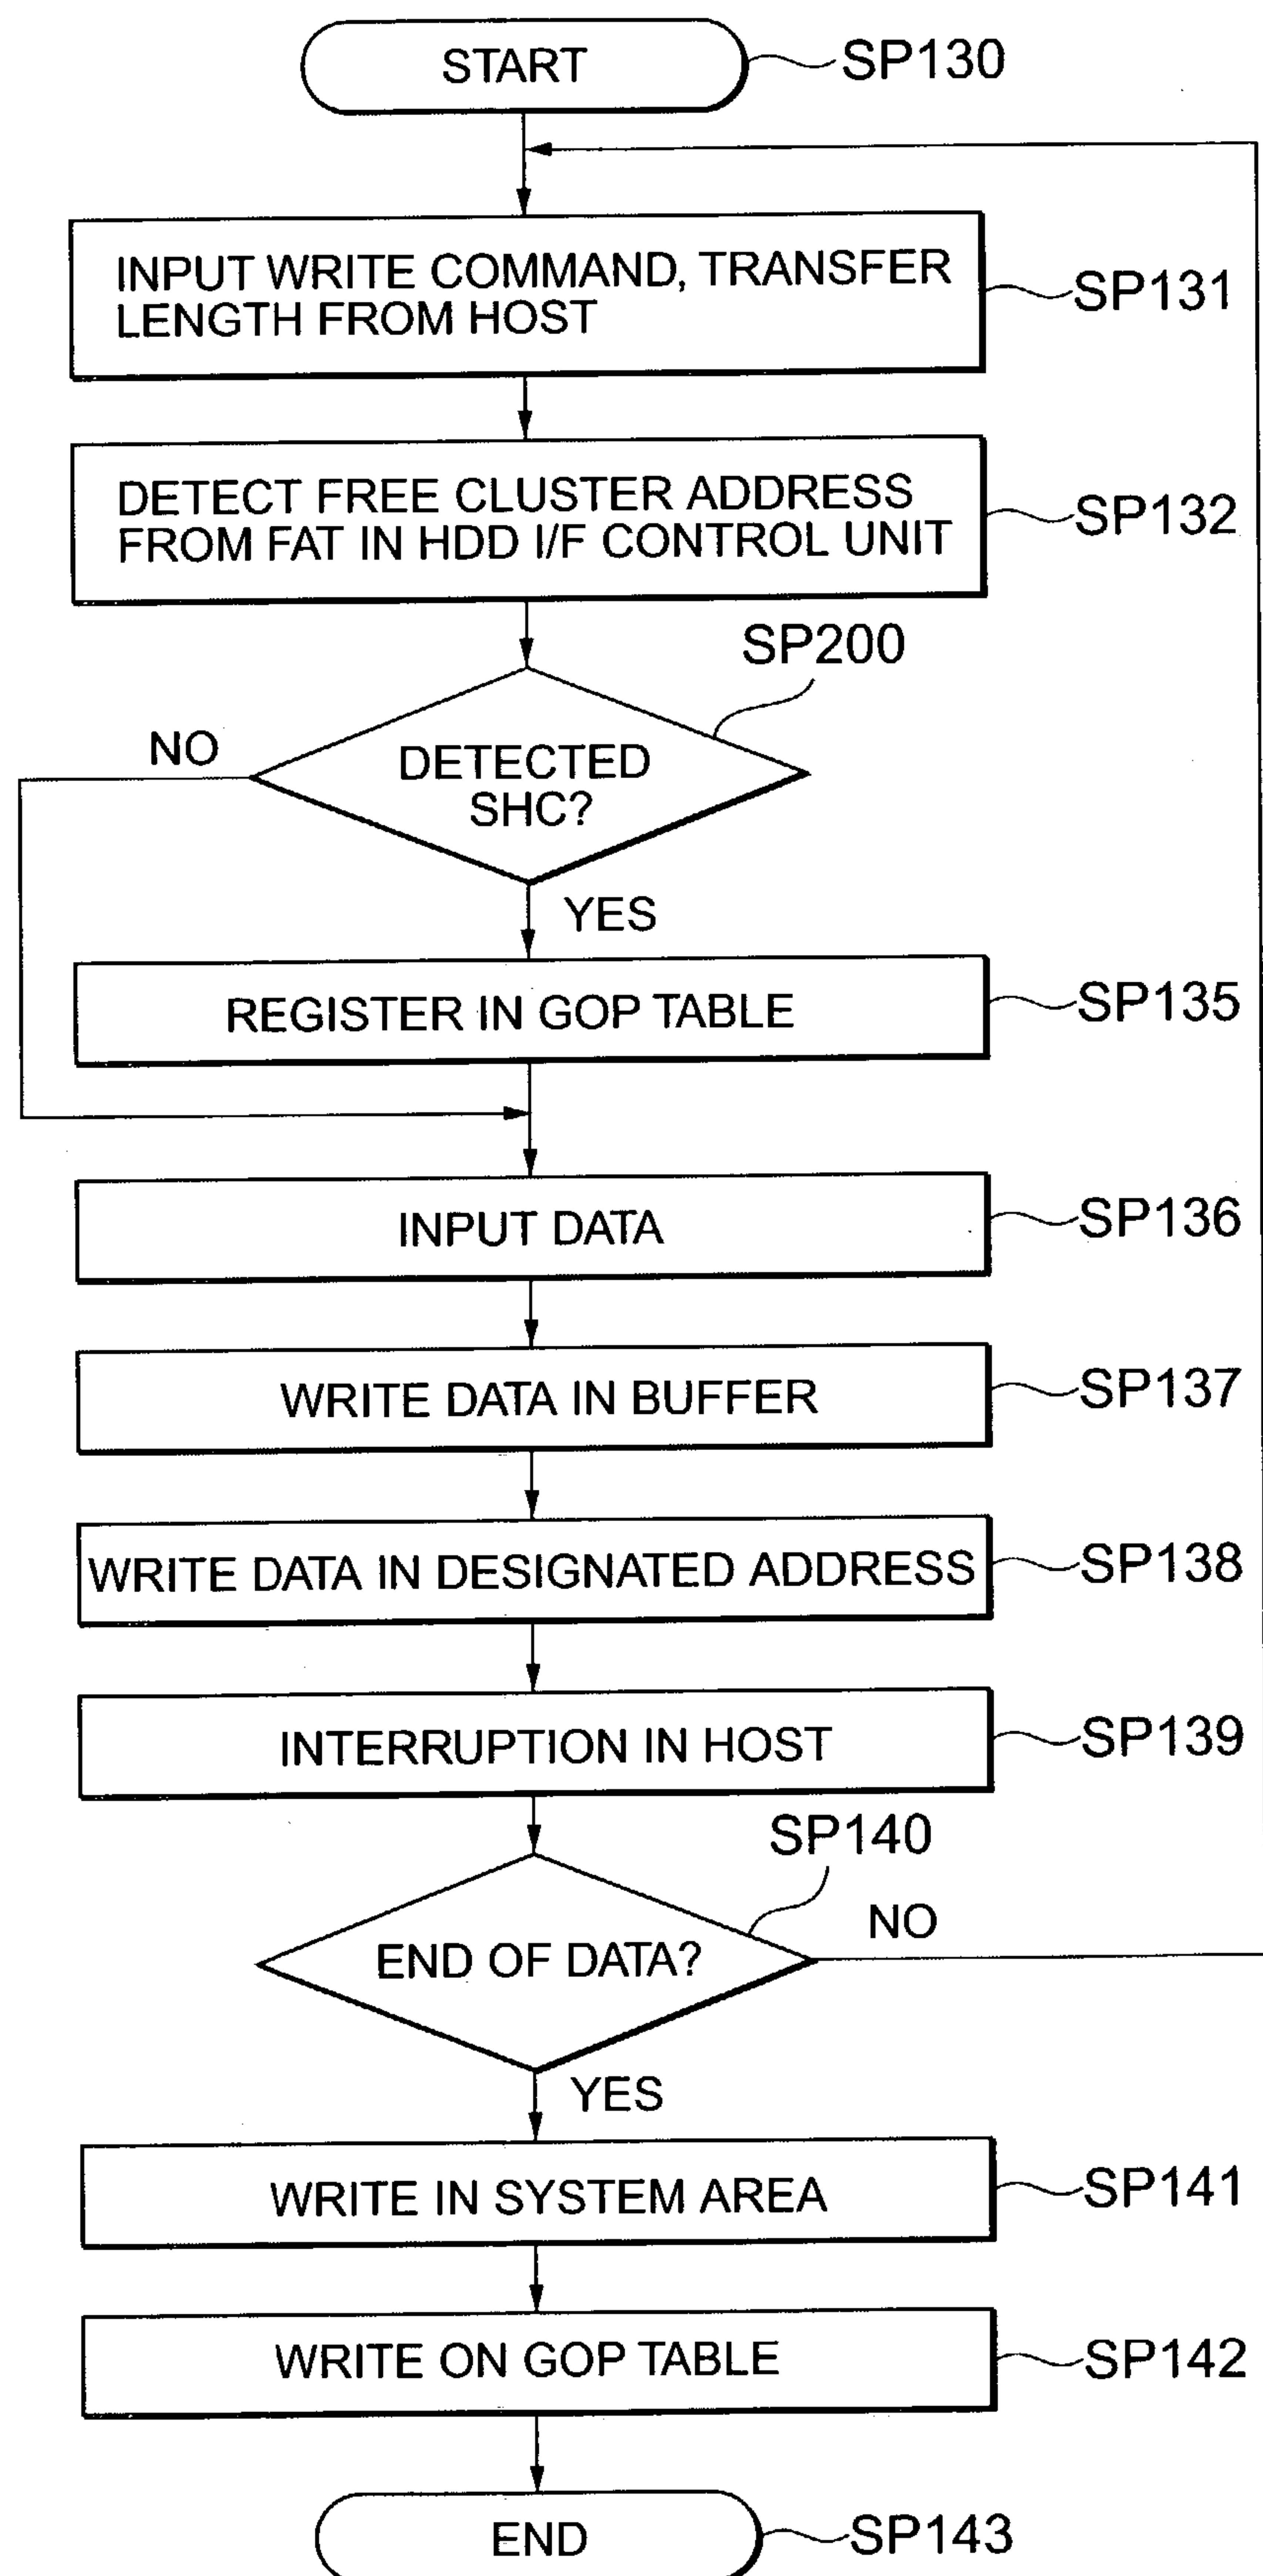 START
SP130
INPUT WRITE COMMAND, TRANSFER
LENGTH FROM HOST
SP131
DETECT FREE CLUSTER ADDRESS
FROM FAT IN HDD I/F CONTROL UNIT
SP132
SP200
NO
DETECTED
SHC?
YES
REGISTER IN GOP TABLE
SP135
INPUT DATA
SP136
WRITE DATA IN BUFFER
SP137
WRITE DATA IN DESIGNATED ADDRESS
SP138
INTERRUPTION IN HOST
SP139
SP140
NO
END OF DATA?
YES
WRITE IN SYSTEM AREA
SP141
WRITE ON GOP TABLE
SP142
END
SP143